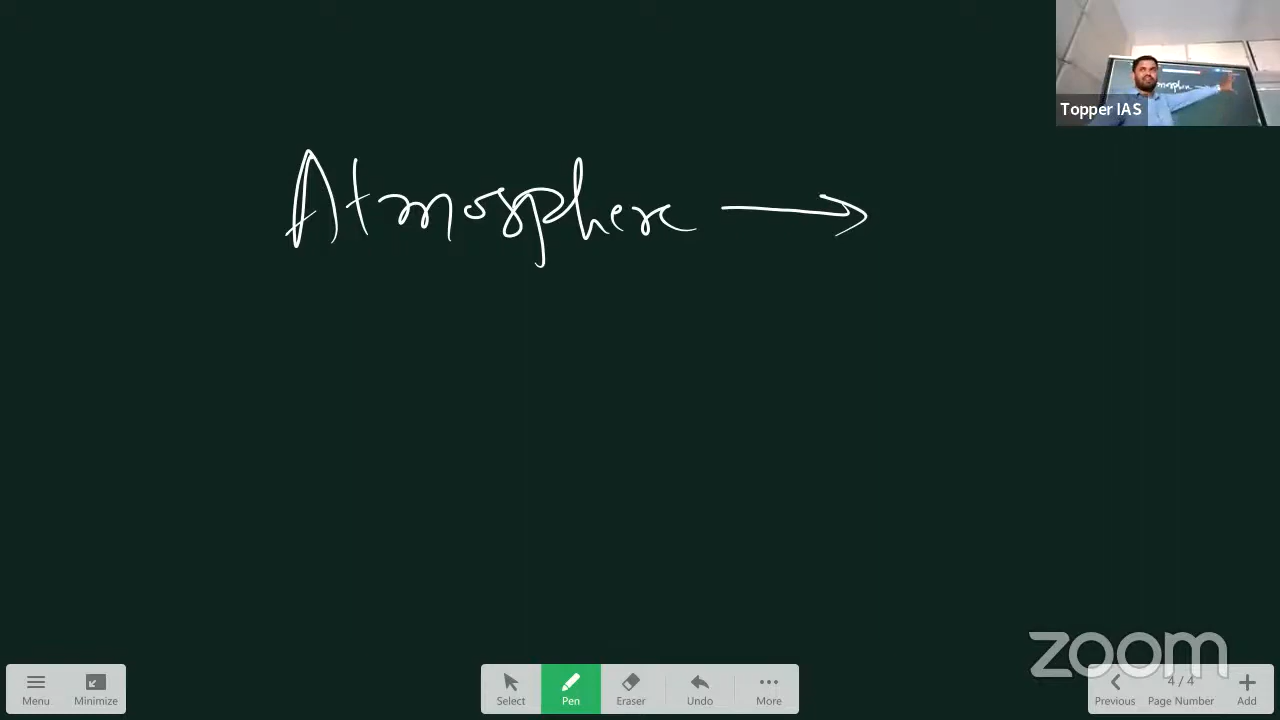 Topper IAS
Atmosphere →
zoom
Menu
Minimize
Select
Pen
Eraser
Undo
More
Previous
4 / 4
Page Number
Add